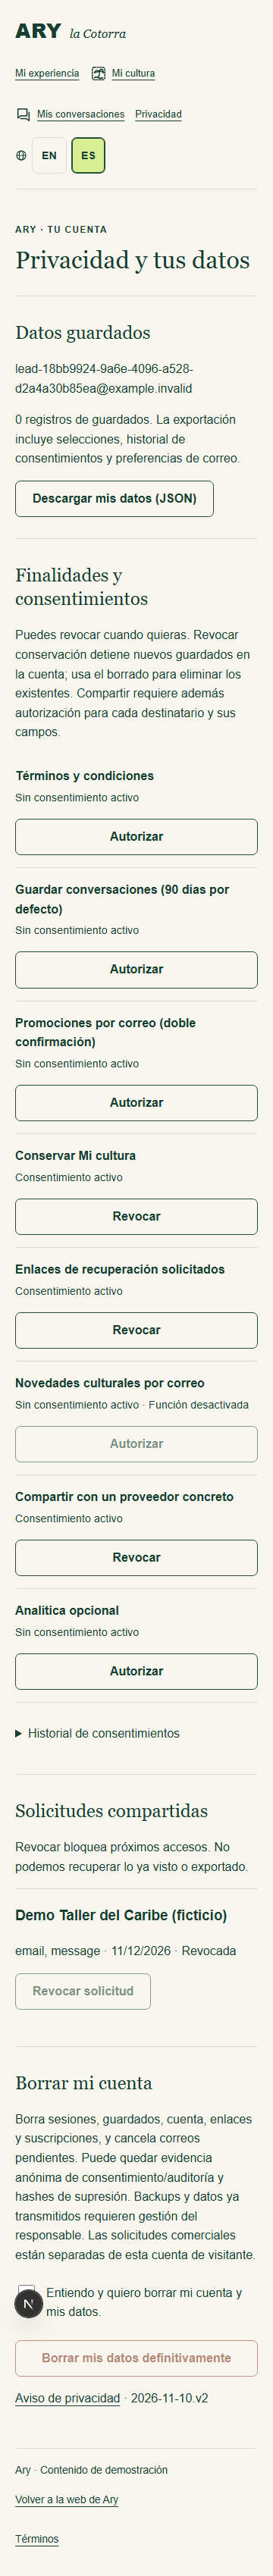 ARY la Cotorra
Mi experiencia Mi cultura
Mis conversaciones Privacidad
EN ES
ARY · TU CUENTA
Privacidad y tus datos
Datos guardados
lead-18bb9924-9a6e-4096-a528-
d2a4a30b85ea@example.invalid
0 registros de guardados. La exportación
incluye selecciones, historial de
consentimientos y preferencias de correo.
Descargar mis datos (JSON)
Finalidades y
consentimientos
Puedes revocar cuando quieras. Revocar
conservación detiene nuevos guardados en
la cuenta; usa el borrado para eliminar los
existentes. Compartir requiere además
autorización para cada destinatario y sus
campos.
Términos y condiciones
Sin consentimiento activo
Autorizar
Guardar conversaciones (90 días por
defecto)
Sin consentimiento activo
Autorizar
Promociones por correo (doble
confirmación)
Sin consentimiento activo
Autorizar
Conservar Mi cultura
Consentimiento activo
Revocar
Enlaces de recuperación solicitados
Consentimiento activo
Revocar
Novedades culturales por correo
Sin consentimiento activo · Función desactivada
Autorizar
Compartir con un proveedor concreto
Consentimiento activo
Revocar
Analítica opcional
Sin consentimiento activo
Autorizar
Historial de consentimientos
Solicitudes compartidas
Revocar bloquea próximos accesos. No
podemos recuperar lo ya visto o exportado.
Demo Taller del Caribe (ficticio)
email, message · 11/12/2026 · Revocada
Revocar solicitud
Borrar mi cuenta
Borra sesiones, guardados, cuenta, enlaces
y suscripciones, y cancela correos
pendientes. Puede quedar evidencia
anónima de consentimiento/auditoría y
hashes de supresión. Backups y datos ya
transmitidos requieren gestión del
responsable. Las solicitudes comerciales
están separadas de esta cuenta de visitante.
Entiendo y quiero borrar mi cuenta y
mis datos.
N
Borrar mis datos definitivamente
Aviso de privacidad · 2026-11-10.v2
Ary · Contenido de demostración
Volver a la web de Ary
Términos